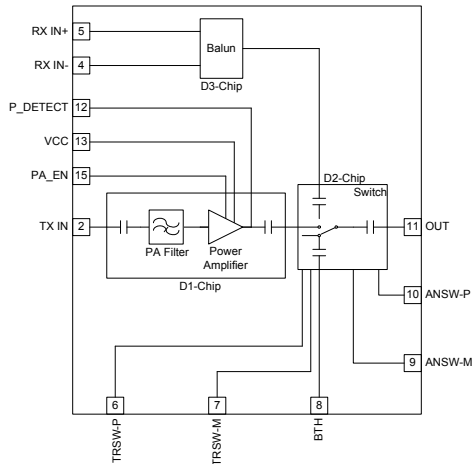 RX IN+ 5
Balun
RX IN- 4
D3-Chip
P_DETECT 12
VCC 13
D2-Chip
PA_EN 15
Switch
TX IN 2
11 OUT
PA Filter
Power
Amplifier
D1-Chip
10 ANSW-P
9 ANSW-M
6
7
8
TRSW-P
TRSW-M
BTH